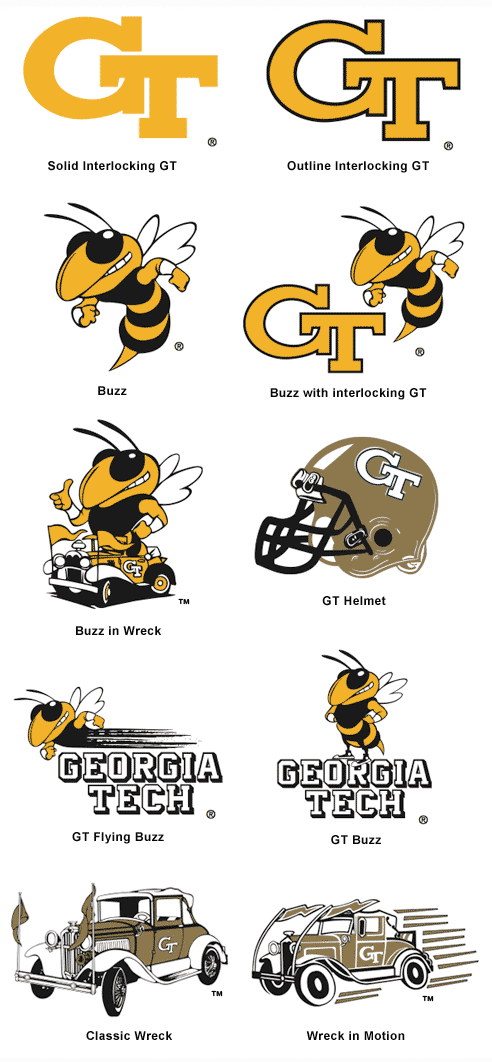 GT
®
Solid Interlocking GT
GT
®
Outline Interlocking GT
®
Buzz
GT
®
Buzz with interlocking GT
GT
TM
Buzz in Wreck
GT
GT Helmet
GEORGIA
TECH
®
GT Flying Buzz
GEORGIA
TECH
®
GT Buzz
GT
TM
Classic Wreck
GT
TM
Wreck in Motion